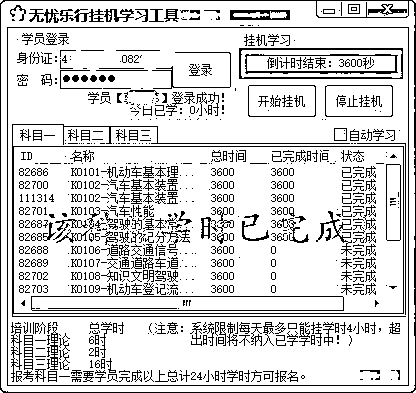 无忧乐行挂机学习工具
学员登录
身份证: 4 082'
密 码: ●●●●●●
登录
学员【 】登录成功!
今日已学: 0小时!
挂机学习
倒计时结束: 3600秒
开始挂机 停止挂机
科目一 科目二 科目三
自动学习
ID 名称 总时间 已完成时间 状态
82686 K0101-机动车基本理... 3600 3600 已完成
82700 K0102-汽车基本装置... 3600 3600 已完成
111314 K0102-汽车基本装置... 3600 3600 已完成
82701 汽车性能 3600 3600 已完成
驾驶的基本常 3600 3600 已完成
驾驶的记分方法 3600 0 未完成
82688 K0106-道路交通信号... 3600 0 未完成
82689 K0107-交通道路车道... 3600 0 未完成
82702 K0108-知识文明驾驶... 3600 0 未完成
82703 K0109-机动车登记流... 3600 0 未完成
该 学时已完成
培训阶段 总学时 (注意: 系统限制每天最多只能挂学时4小时, 超
科目一理论 6时 出时间将不纳入已学学时中! )
科目二理论 2时
科目三理论 16时
报考科目一需要学员完成以上总计24小时学时方可报名。